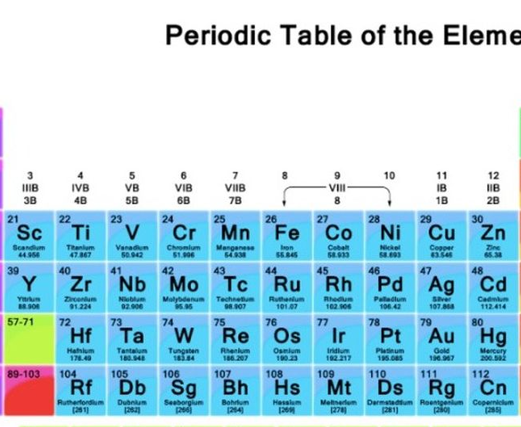 Periodic Table of the Eleme
3 4 5 6 7 8 9 10 11 12
IIIB IVB VB VIB VIIB VIII IB IIB
3B 4B 5B 6B 7B 8 1B 2B
21 22 23 24 25 26 27 28 29 30
Sc Ti V Cr Mn Fe Co Ni Cu Zn
Scandium Titanium Vanadium Chromium Manganese Iron Cobalt Nickel Copper Zinc
44.956 47.867 50.942 51.996 54.938 55.845 58.933 58.693 63.546 65.38
39 40 41 42 43 44 45 46 47 48
Y Zr Nb Mo Tc Ru Rh Pd Ag Cd
Yttrium Zirconium Niobium Molybdenum Technetium Ruthenium Rhodium Palladium Silver Cadmium
88.906 91.224 92.906 95.95 98.907 101.07 102.906 106.42 107.868 112.414
57-71 72 73 74 75 76 77 78 79 80
Hf Ta W Re Os Ir Pt Au Hg
Hafnium Tantalum Tungsten Rhenium Osmium Iridium Platinum Gold Mercury
178.49 180.948 183.84 186.207 190.23 192.217 195.085 196.967 200.592
89-103 104 105 106 107 108 109 110 111 112
Rf Db Sg Bh Hs Mt Ds Rg Cn
Rutherfordium Dubnium Seaborgium Bohrium Hassium Meitnerium Darmstadtium Roentgenium Copernicium
[261] [262] [266] [264] [269] [278] [281] [280] [285]